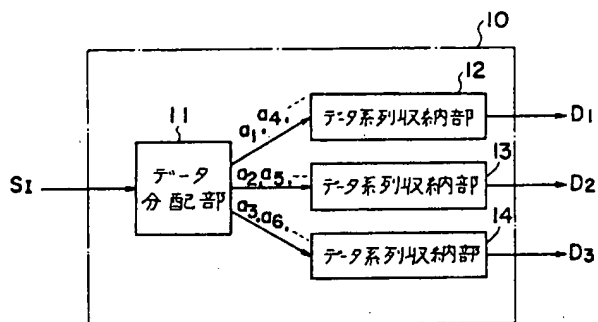 10
12
データ系列収納部
D1
11
データ
分配部
a1, a4, ---
a2, a5, ---
a3, a6, ---
SI
13
データ系列収納部
D2
14
データ系列収納部
D3